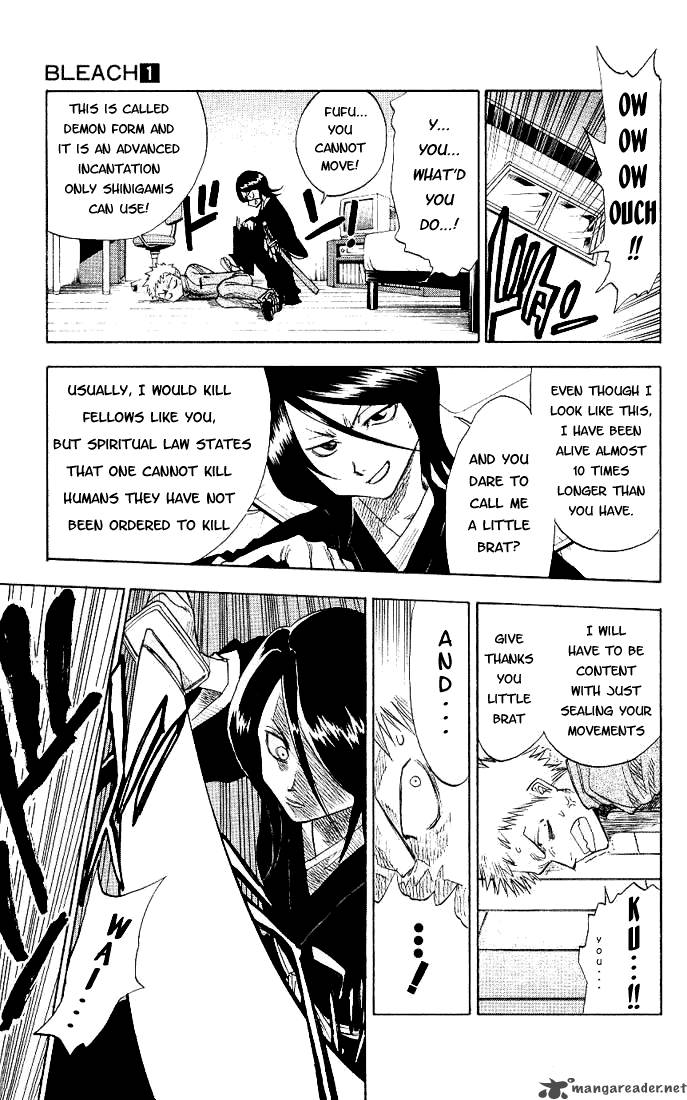 BLEACH 1
OW
OW
OW
OUCH
!!
Y...
YOU...
WHAT'D
YOU
DO...!
FUFU...
YOU
CANNOT
MOVE!
THIS IS CALLED
DEMON FORM AND
IT IS AN ADVANCED
INCANTATION
ONLY SHINIGAMIS
CAN USE!
EVEN THOUGH I
LOOK LIKE THIS,
I HAVE BEEN
ALIVE ALMOST
10 TIMES
LONGER THAN
YOU HAVE.
AND YOU
DARE TO
CALL ME
A LITTLE
BRAT?
USUALLY, I WOULD KILL
FELLOWS LIKE YOU,
BUT SPIRITUAL LAW STATES
THAT ONE CANNOT KILL
HUMANS THEY HAVE NOT
BEEN ORDERED TO KILL
I WILL
HAVE TO BE
CONTENT
WITH JUST
SEALING YOUR
MOVEMENTS
GIVE
THANKS
YOU
LITTLE
BRAT
KU...!!
you...
AND...
...!
WAI...
mangareader.net